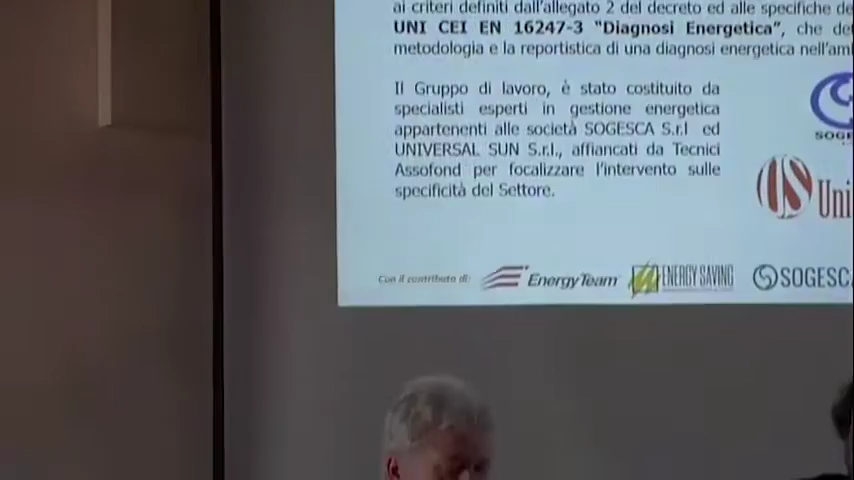 ai criteri definiti dall'allegato 2 del decreto ed alle specifiche de
UNI CEI EN 16247-3 “Diagnosi Energetica”, che de
metodologia e la reportistica di una diagnosi energetica nell'am
Il Gruppo di lavoro, è stato costituito da
specialisti esperti in gestione energetica
appartenenti alle società SOGESCA S.r.l ed
UNIVERSAL SUN S.r.l., affiancati da Tecnici
Assofond per focalizzare l'intervento sulle
specificità del Settore.
SOGE
US Uni
Con il contributo di: EnergyTeam ENERGY SAVING SOGESCA